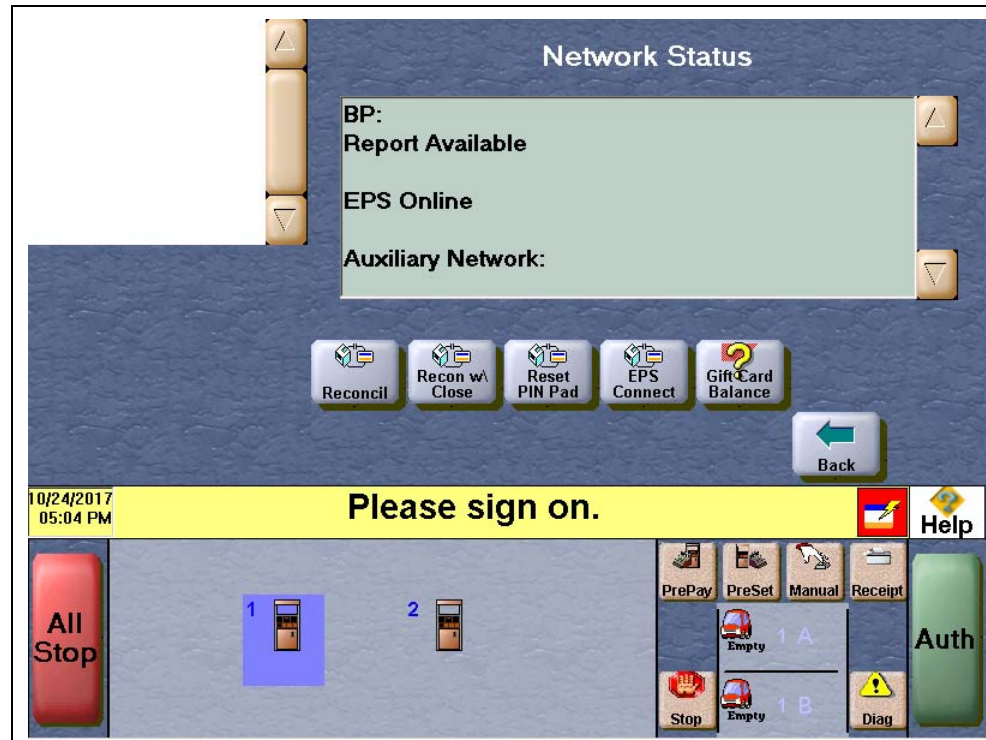 Network Status
BP:
Report Available
EPS Online
Auxiliary Network:
Reconcil
Recon w\
Close
Reset
PIN Pad
EPS
Connect
Gift Card
Balance
Back
10/24/2017
05:04 PM
Please sign on.
Help
All
Stop
1
2
PrePay
PreSet
Manual
Receipt
Empty
1 A
Stop
Empty
1 B
Diag
Auth